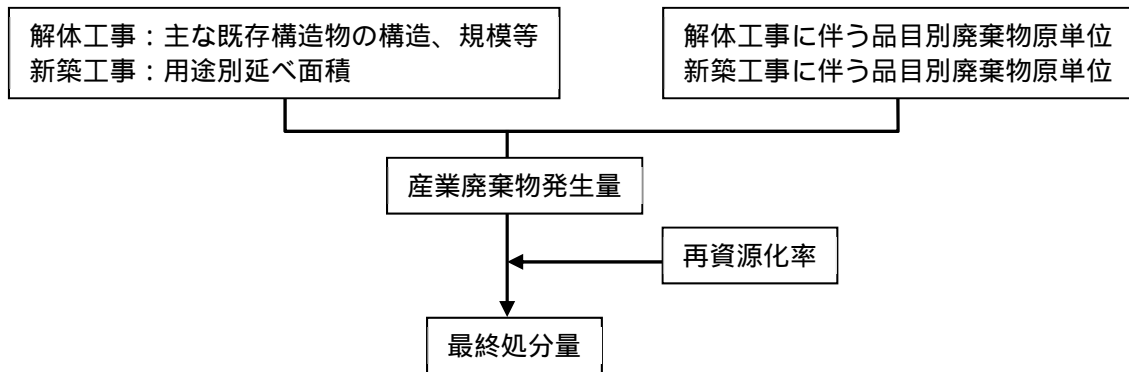 解体工事：主な既存構造物の構造、規模等
新築工事：用途別延べ面積
解体工事に伴う品目別廃棄物原単位
新築工事に伴う品目別廃棄物原単位
産業廃棄物発生量
再資源化率
最終処分量